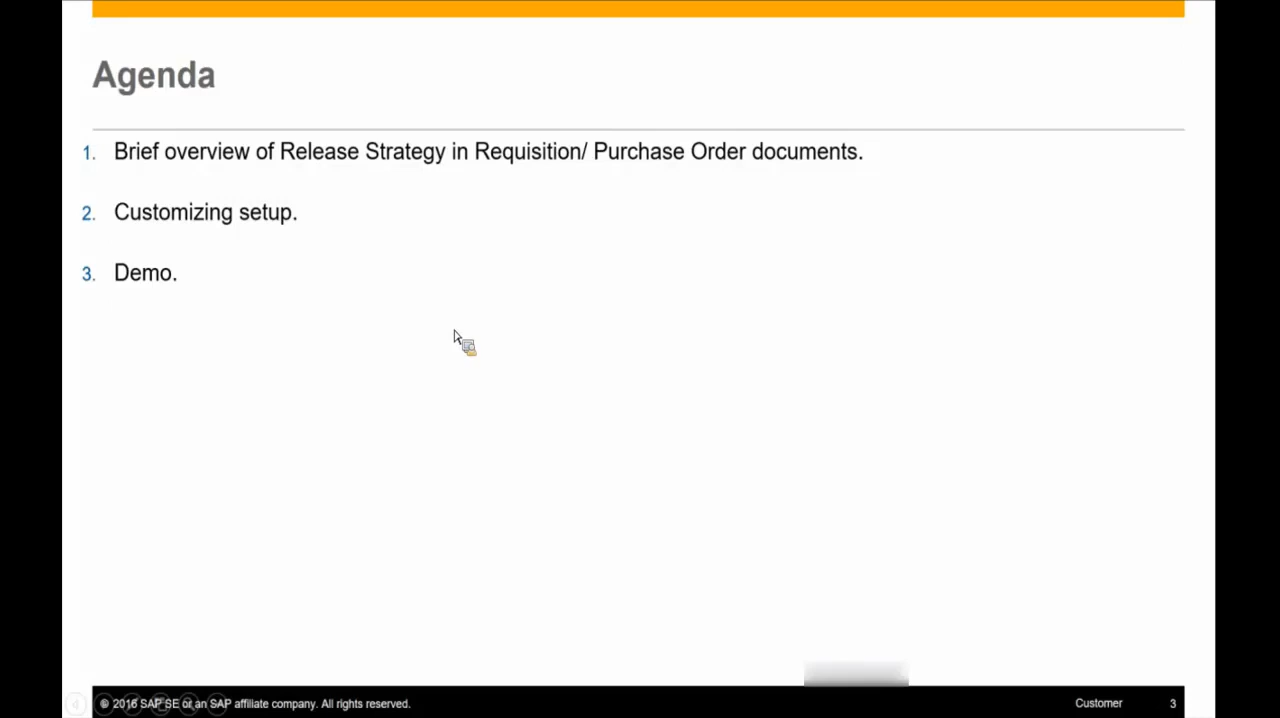 Agenda
1. Brief overview of Release Strategy in Requisition/ Purchase Order documents.
2. Customizing setup.
3. Demo.
© 2016 SAP SE or an SAP affiliate company. All rights reserved. Customer 3